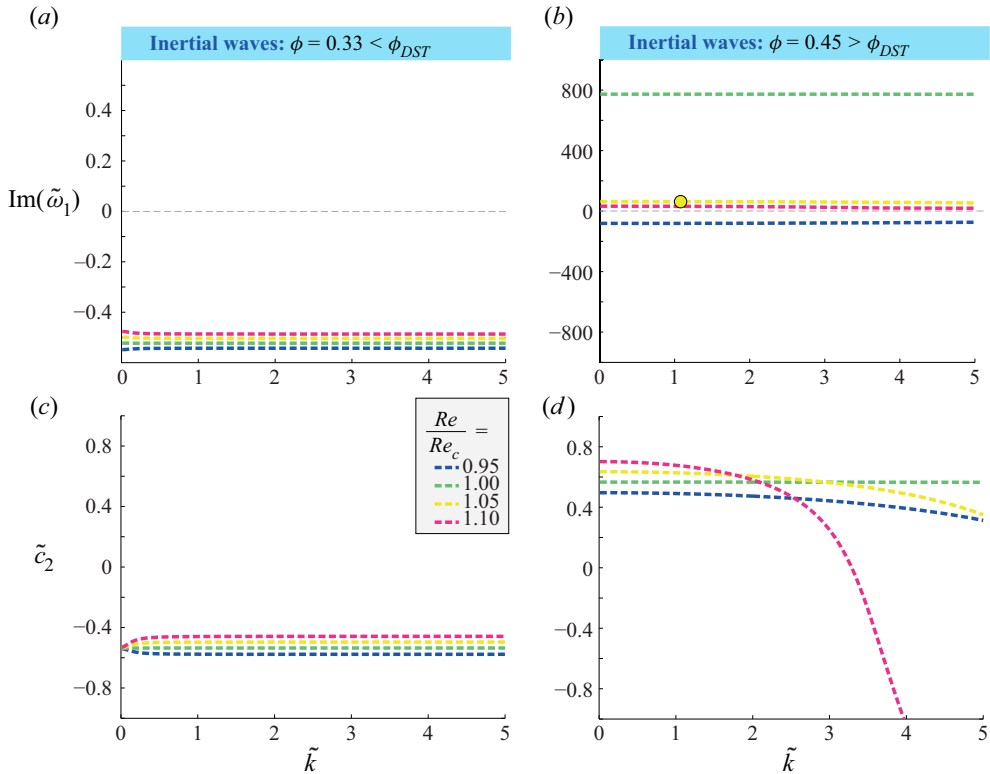 (a)
Inertial waves: ϕ = 0.33 < ϕ_DST
0.4
0.2
0
−0.2
−0.4
Im(ω̃₁)
0 1 2 3 4 5
(b)
Inertial waves: ϕ = 0.45 > ϕ_DST
800
400
0
−400
−800
0 1 2 3 4 5
(c)
0.8
0.4
0
−0.4
−0.8
c̃₂
Re/Re_c =
0.95
1.00
1.05
1.10
0 1 2 3 4 5
k̃
(d)
0.8
0.4
0
−0.4
−0.8
0 1 2 3 4 5
k̃